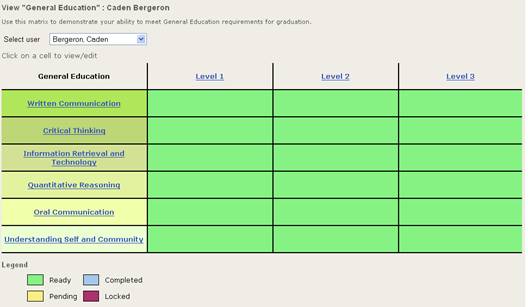 View "General Education" : Caden Bergeron
Use this matrix to demonstrate your ability to meet General Education requirements for graduation.
Select user Bergeron, Caden
Click on a cell to view/edit
General Education Level 1 Level 2 Level 3
Written Communication
Critical Thinking
Information Retrieval and
Technology
Quantitative Reasoning
Oral Communication
Understanding Self and Community
Legend
Ready Completed
Pending Locked